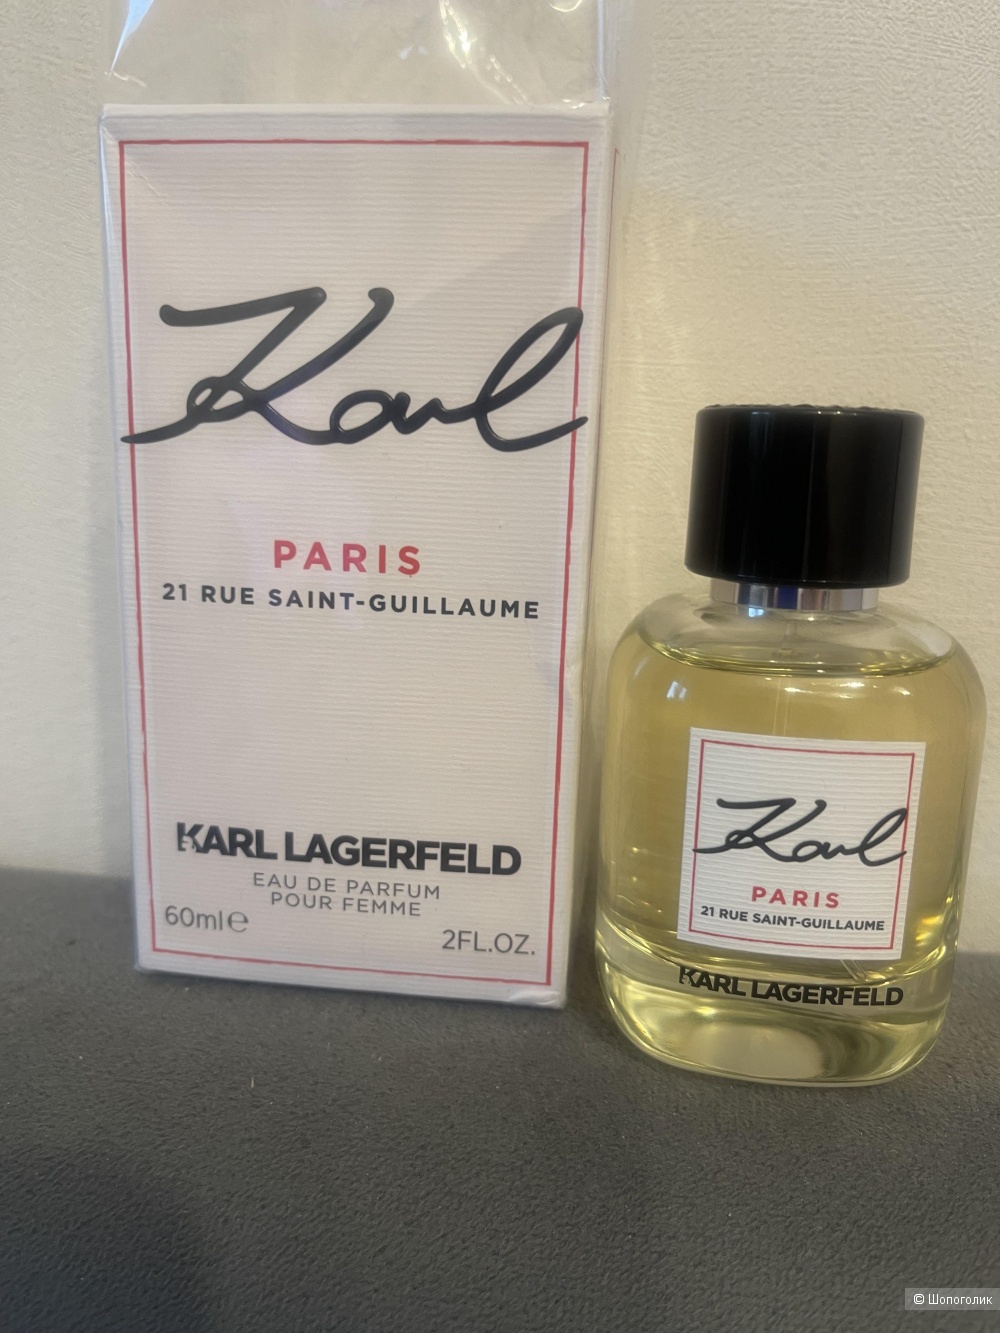 Karl
PARIS
21 RUE SAINT-GUILLAUME
KARL LAGERFELD
EAU DE PARFUM
POUR FEMME
60ml℮
2FL.OZ.
Karl
PARIS
21 RUE SAINT-GUILLAUME
KARL LAGERFELD
© Шопоголик